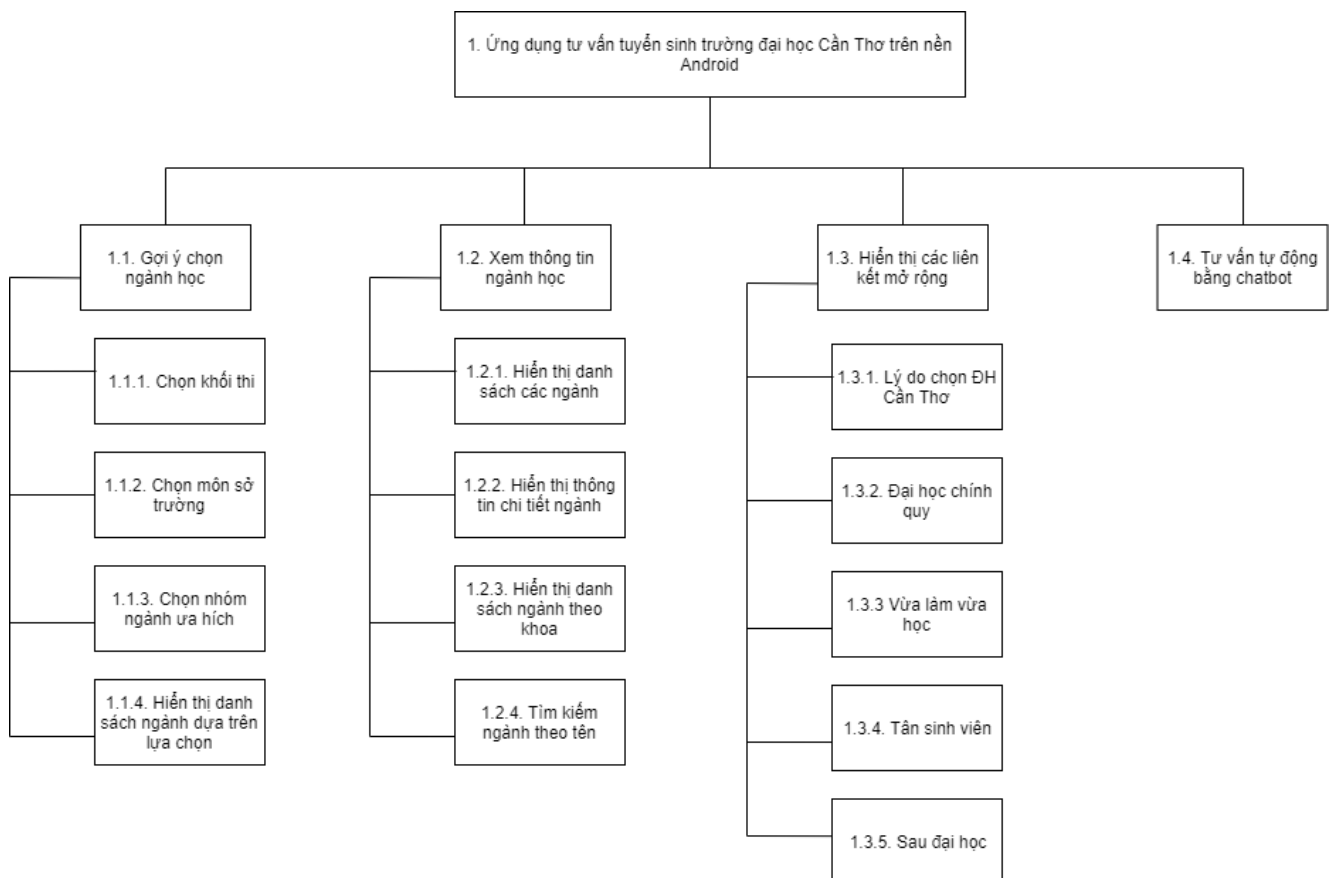 1. Ứng dụng tư vấn tuyển sinh trường đại học Cần Thơ trên nền
Android
1.1. Gợi ý chọn
ngành học
1.1.1. Chọn khối thi
1.1.2. Chọn môn sở
trường
1.1.3. Chọn nhóm
ngành ưa hích
1.1.4. Hiển thị danh
sách ngành dựa trên
lựa chọn
1.2. Xem thông tin
ngành học
1.2.1. Hiển thị danh
sách các ngành
1.2.2. Hiển thị thông
tin chi tiết ngành
1.2.3. Hiển thị danh
sách ngành theo
khoa
1.2.4. Tìm kiếm
ngành theo tên
1.3. Hiển thị các liên
kết mở rộng
1.3.1. Lý do chọn ĐH
Cần Thơ
1.3.2. Đại học chính
quy
1.3.3 Vừa làm vừa
học
1.3.4. Tân sinh viên
1.3.5. Sau đại học
1.4. Tư vấn tự động
bằng chatbot